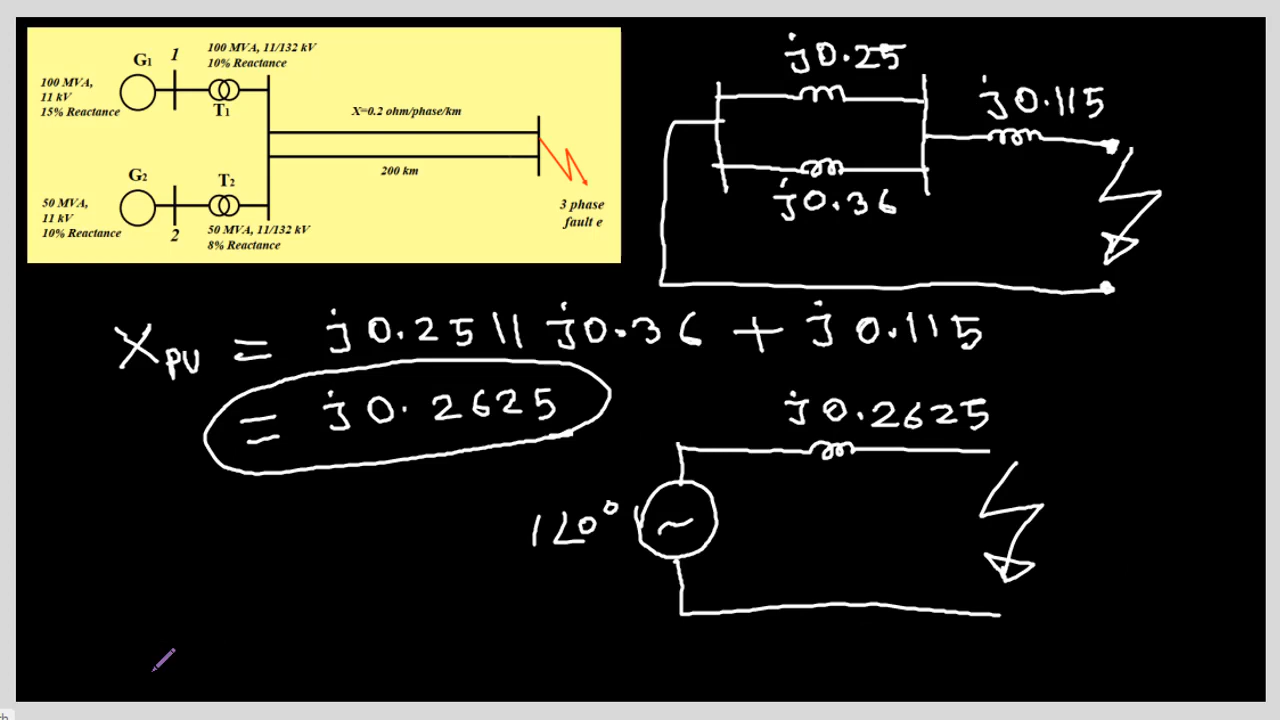 100 MVA, 11/132 kV
10% Reactance
G1
1
T1
100 MVA,
11 kV
15% Reactance
X=0.2 ohm/phase/km
200 km
G2
T2
50 MVA,
11 kV
10% Reactance
2
50 MVA, 11/132 kV
8% Reactance
3 phase
fault e
j0.25
j0.115
j0.36
XPU = j0.25 || j0.36 + j0.115
= j0.2625
j0.2625
1∠0°
~